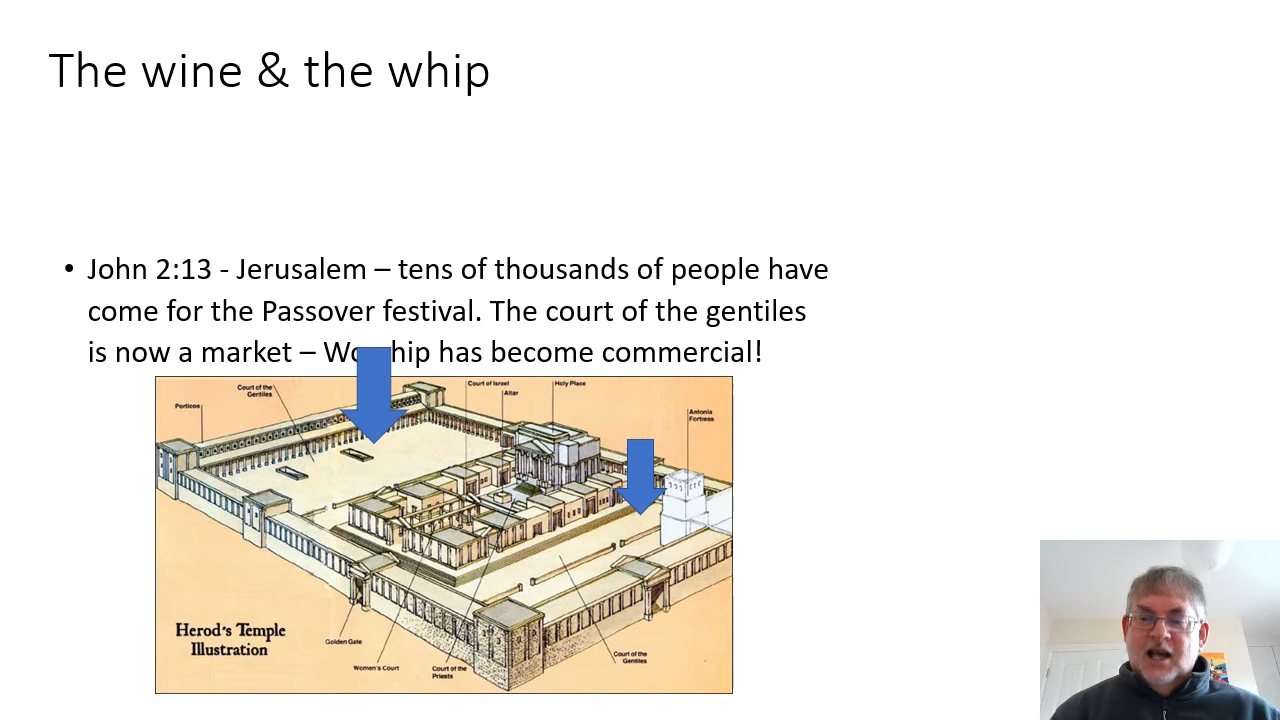 The wine & the whip
• John 2:13 - Jerusalem – tens of thousands of people have
come for the Passover festival. The court of the gentiles
is now a market – Worship has become commercial!
Court of the
Gentiles
Court of Israel
Holy Place
Altar
Porticos
Antonia
Fortress
Herod's Temple
Illustration
Golden Gate
Women's Court
Court of the
Priests
Court of the
Gentiles